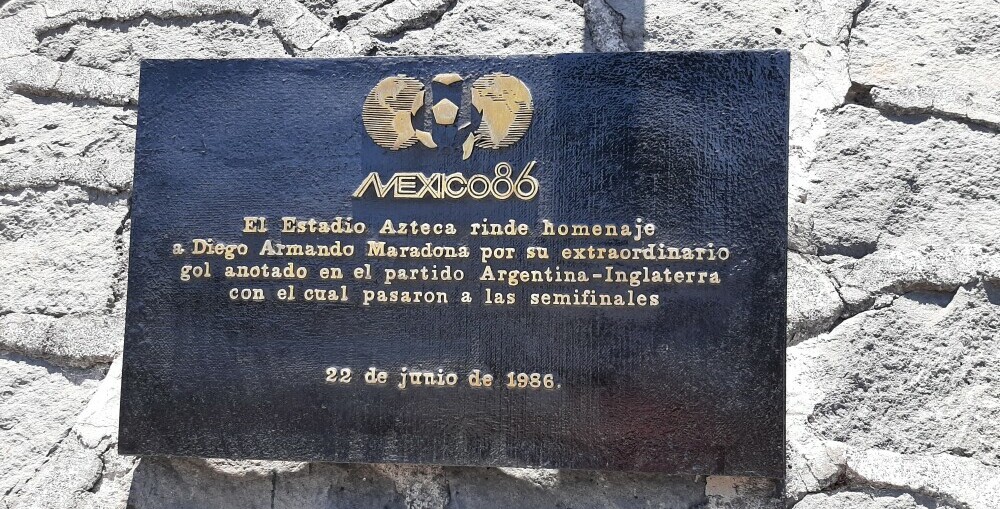 MEXICO86
El Estadio Azteca rinde homenaje
a Diego Armando Maradona por su extraordinario
gol anotado en el partido Argentina-Inglaterra
con el cual pasaron a las semifinales
22 de junio de 1986.